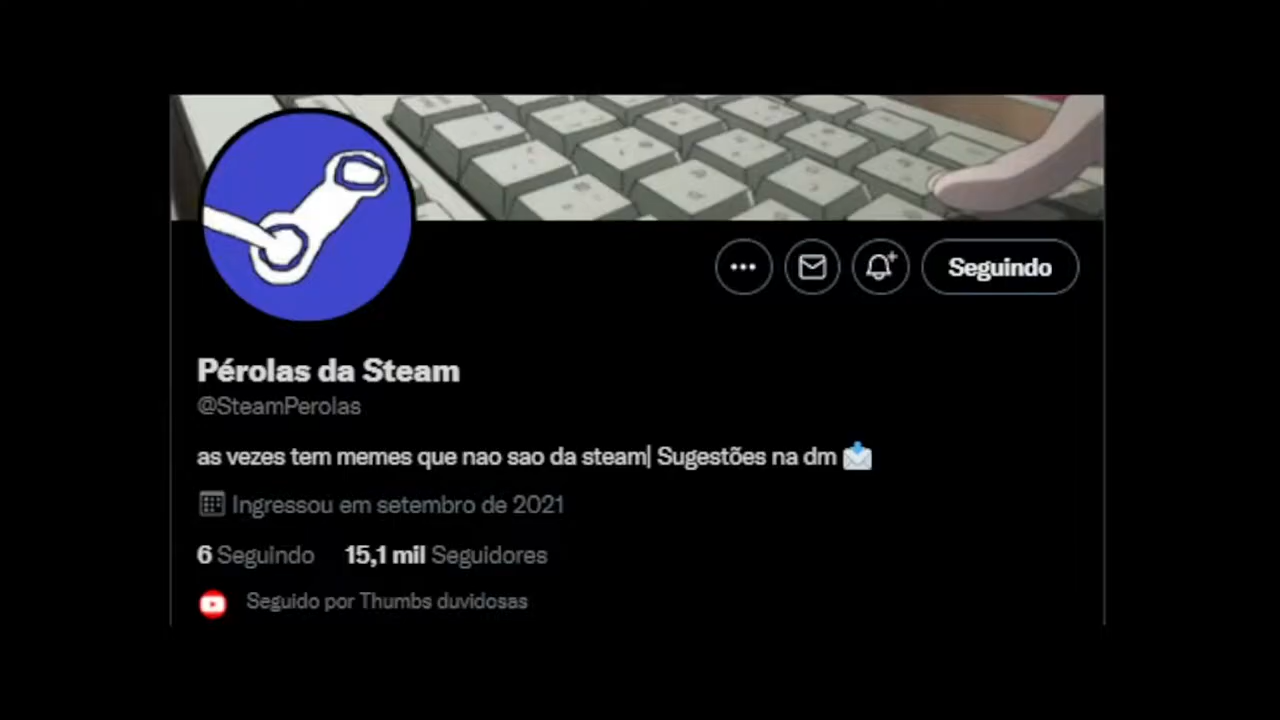 Seguindo
Pérolas da Steam
@SteamPerolas
as vezes tem memes que nao sao da steam| Sugestões na dm 📩
Ingressou em setembro de 2021
6 Seguindo 15,1 mil Seguidores
Seguido por Thumbs duvidosas